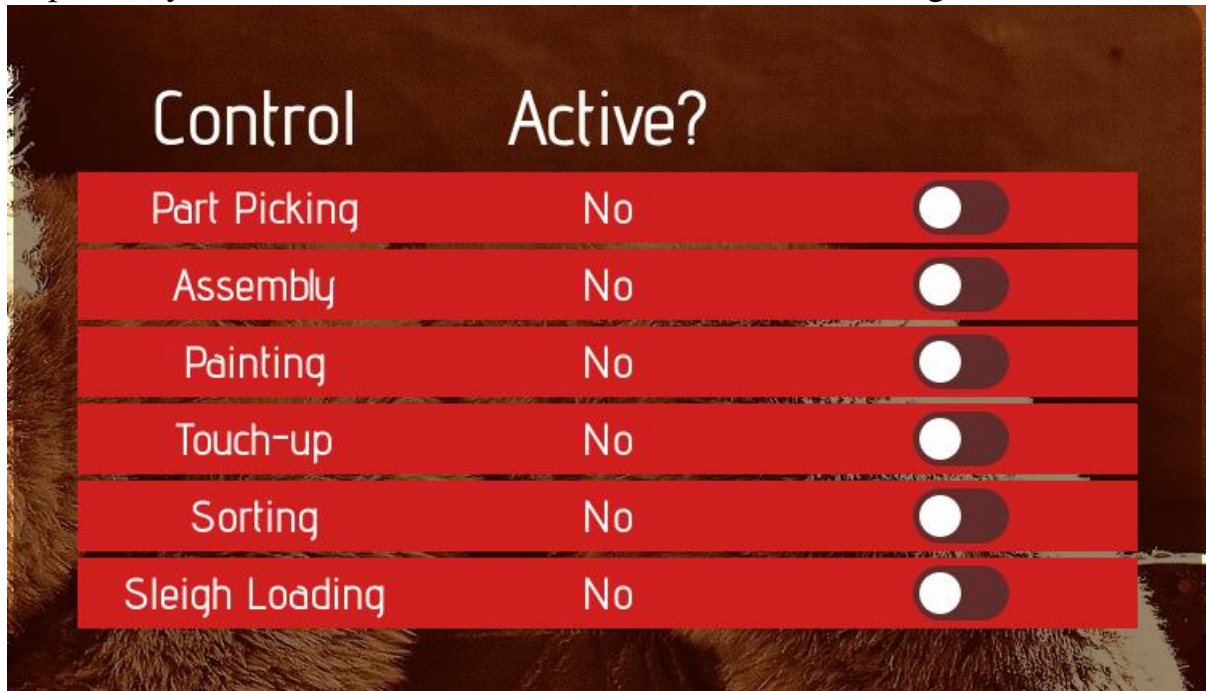 Control Active?
Part Picking No
Assembly No
Painting No
Touch-up No
Sorting No
Sleigh Loading No